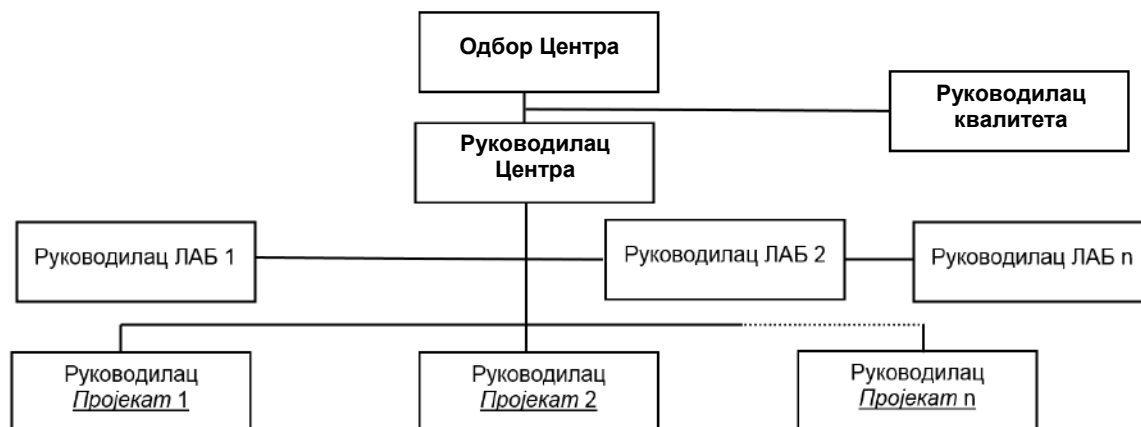 Одбор Центра
Руководилац
квалитета
Руководилац
Центра
Руководилац ЛАБ 1
Руководилац ЛАБ 2
Руководилац ЛАБ n
Руководилац
Пројекат 1
Руководилац
Пројекат 2
Руководилац
Пројекат n